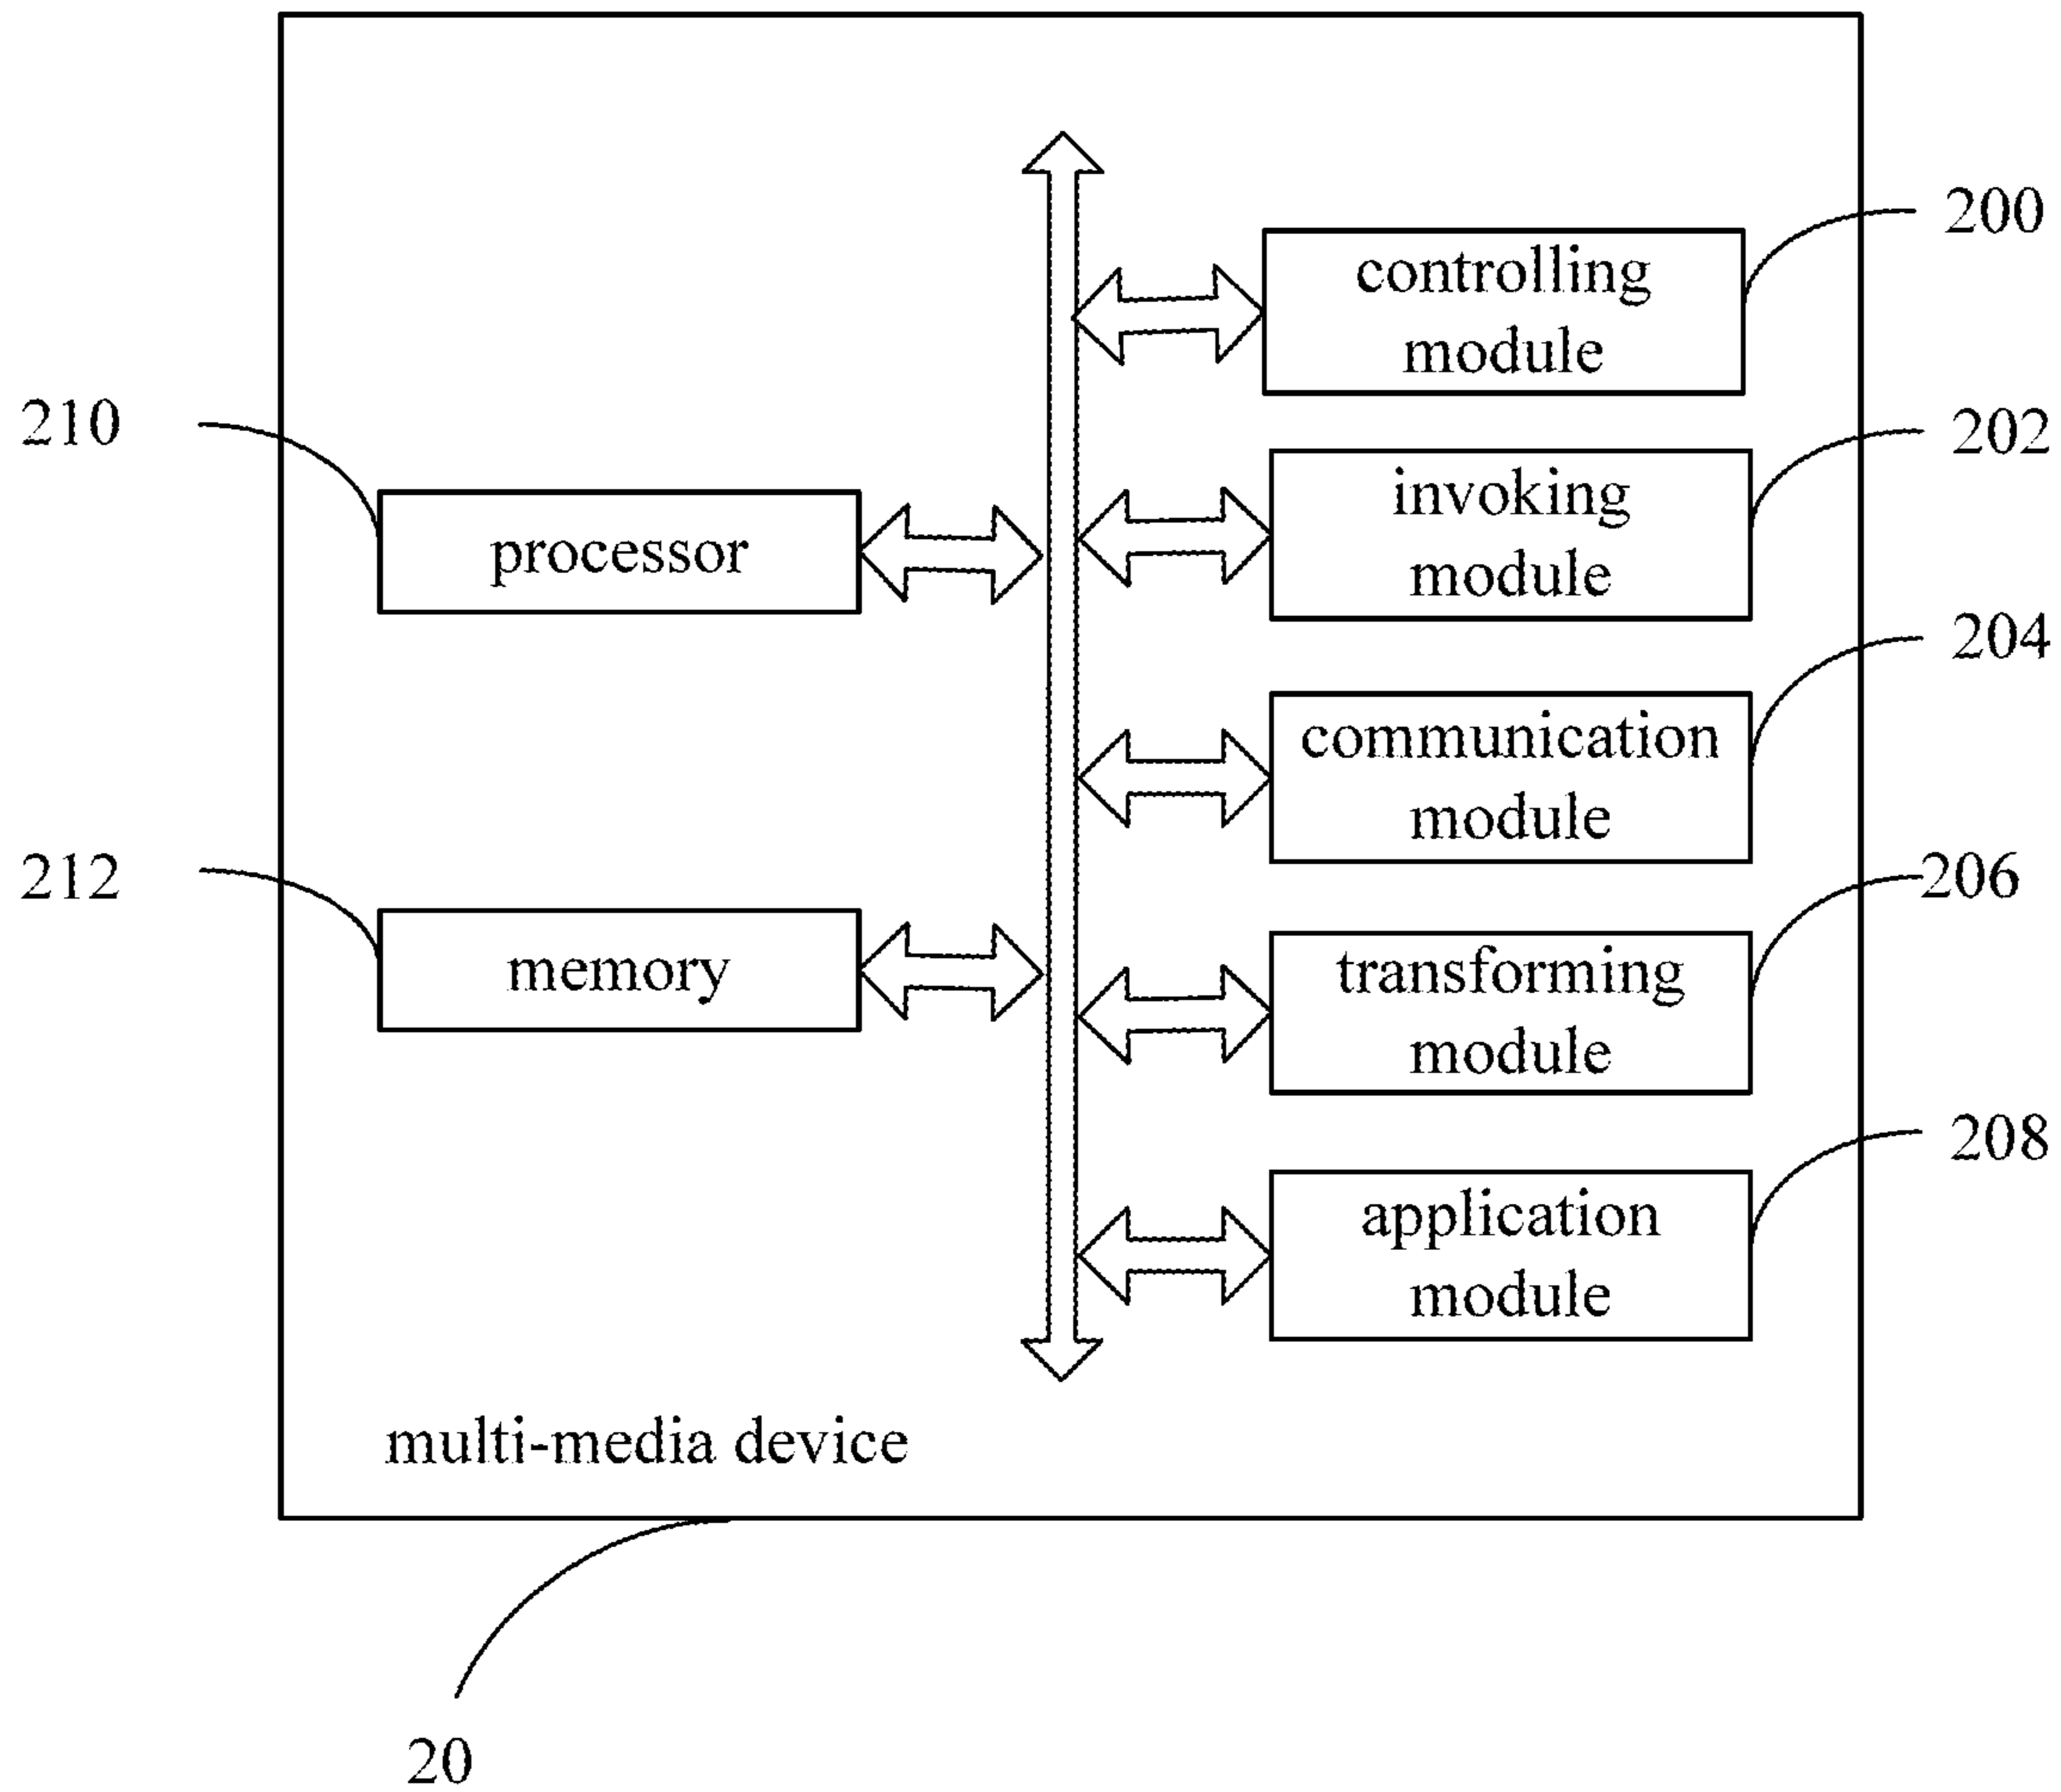 200
controlling
module
210
202
invoking
module
processor
204
communication
module
212
206
memory
transforming
module
208
application
module
multi-media device
20